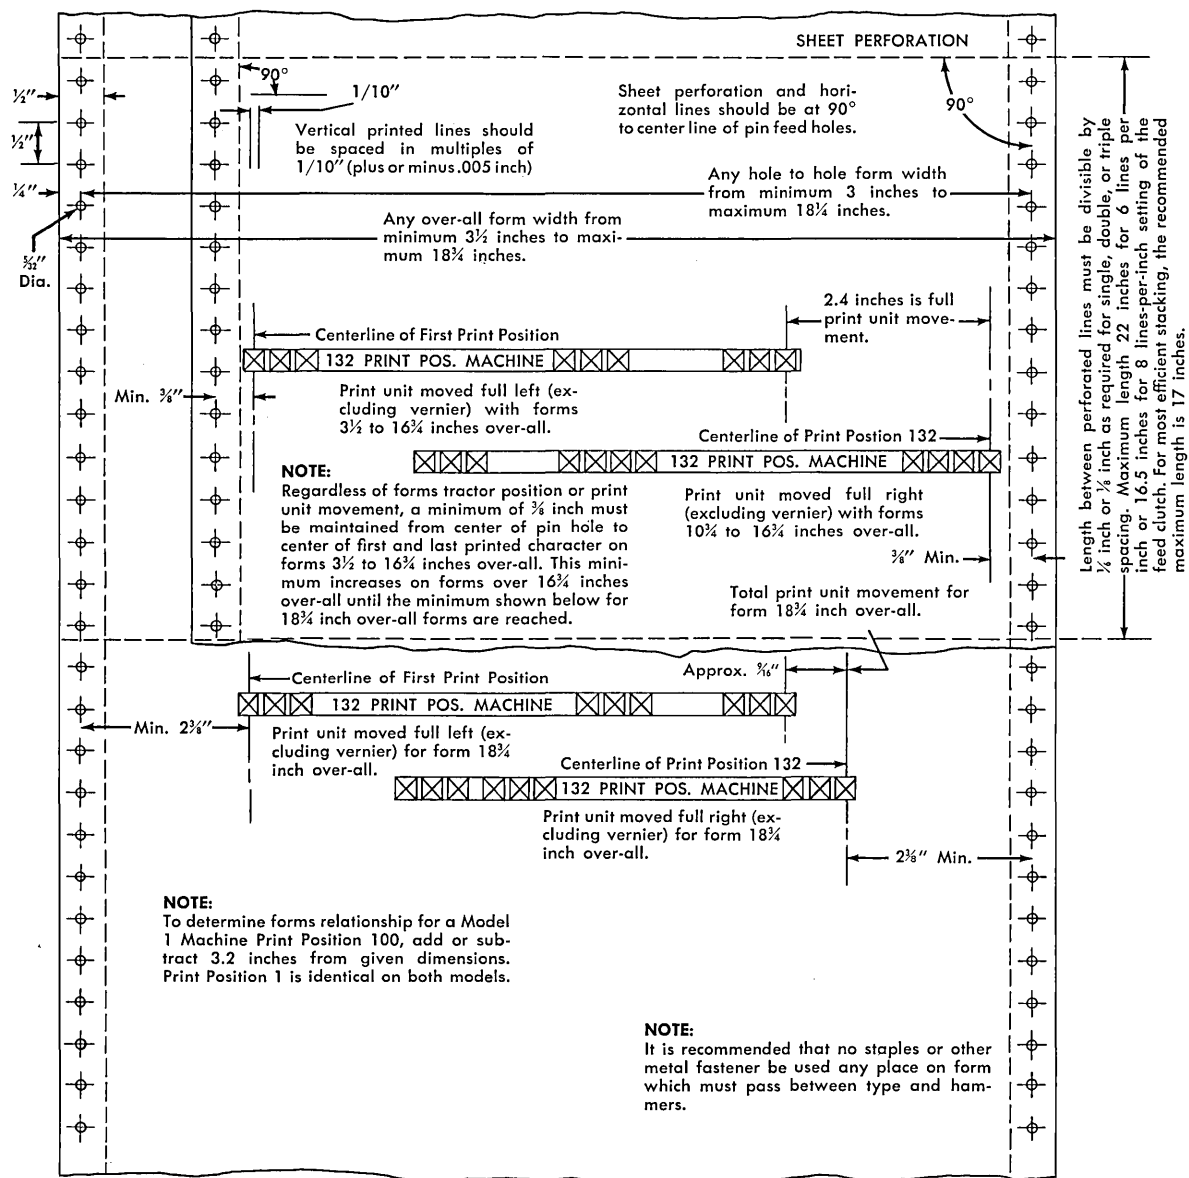 SHEET PERFORATION
90°
1/10"
Sheet perforation and hori-
zontal lines should be at 90°
to center line of pin feed holes.
90°
½"
½"
Vertical printed lines should
be spaced in multiples of
1/10" (plus or minus .005 inch)
¼"
Any hole to hole form width
from minimum 3 inches to
maximum 18¼ inches.
Any over-all form width from
minimum 3½ inches to maxi-
mum 18¾ inches.
5/32"
Dia.
2.4 inches is full
print unit move-
ment.
Centerline of First Print Position
132 PRINT POS. MACHINE
Min. ⅜"
Print unit moved full left (ex-
cluding vernier) with forms
3½ to 16¾ inches over-all.
Centerline of Print Postion 132
132 PRINT POS. MACHINE
NOTE:
Regardless of forms tractor position or print
unit movement, a minimum of ⅜ inch must
be maintained from center of pin hole to
center of first and last printed character on
forms 3½ to 16¾ inches over-all. This mini-
mum increases on forms over 16¾ inches
over-all until the minimum shown below for
18¾ inch over-all forms are reached.
Print unit moved full right
(excluding vernier) with forms
10¾ to 16¾ inches over-all.
⅜" Min.
Total print unit movement for
form 18¾ inch over-all.
Length between perforated lines must be divisible by
⅙ inch or ⅛ inch as required for single, double, or triple
spacing. Maximum length 22 inches for 6 lines per
inch or 16.5 inches for 8 lines-per-inch setting of the
feed clutch. For most efficient stacking, the recommended
maximum length is 17 inches.
Approx. 9/16"
Centerline of First Print Position
132 PRINT POS. MACHINE
Min. 2⅜"
Print unit moved full left (ex-
cluding vernier) for form 18¾
inch over-all.
Centerline of Print Position 132
132 PRINT POS. MACHINE
Print unit moved full right (ex-
cluding vernier) for form 18¾
inch over-all.
2⅜" Min.
NOTE:
To determine forms relationship for a Model
1 Machine Print Position 100, add or sub-
tract 3.2 inches from given dimensions.
Print Position 1 is identical on both models.
NOTE:
It is recommended that no staples or other
metal fastener be used any place on form
which must pass between type and ham-
mers.